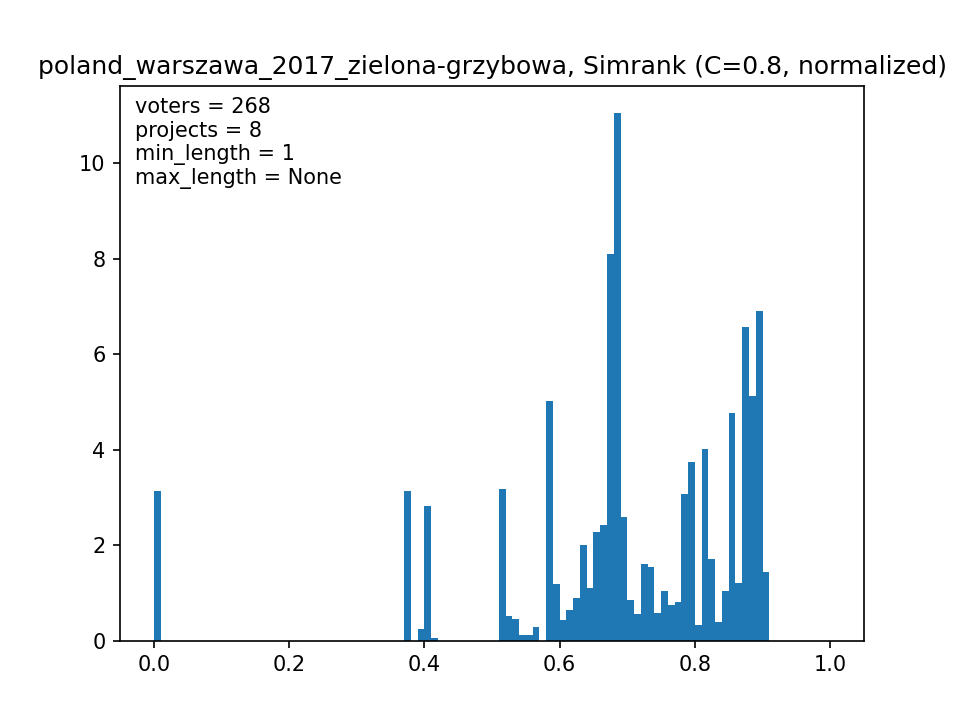 poland_warszawa_2017_zielona-grzybowa, Simrank (C=0.8, normalized)
voters = 268
projects = 8
min_length = 1
max_length = None
10
8
6
4
2
0
0.0 0.2 0.4 0.6 0.8 1.0